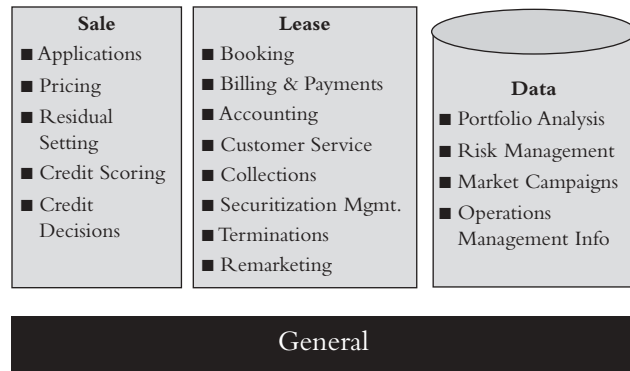 Sale
■ Applications
■ Pricing
■ Residual
Setting
■ Credit Scoring
■ Credit
Decisions
Lease
■ Booking
■ Billing & Payments
■ Accounting
■ Customer Service
■ Collections
■ Securitization Mgmt.
■ Terminations
■ Remarketing
Data
■ Portfolio Analysis
■ Risk Management
■ Market Campaigns
■ Operations
Management Info
General